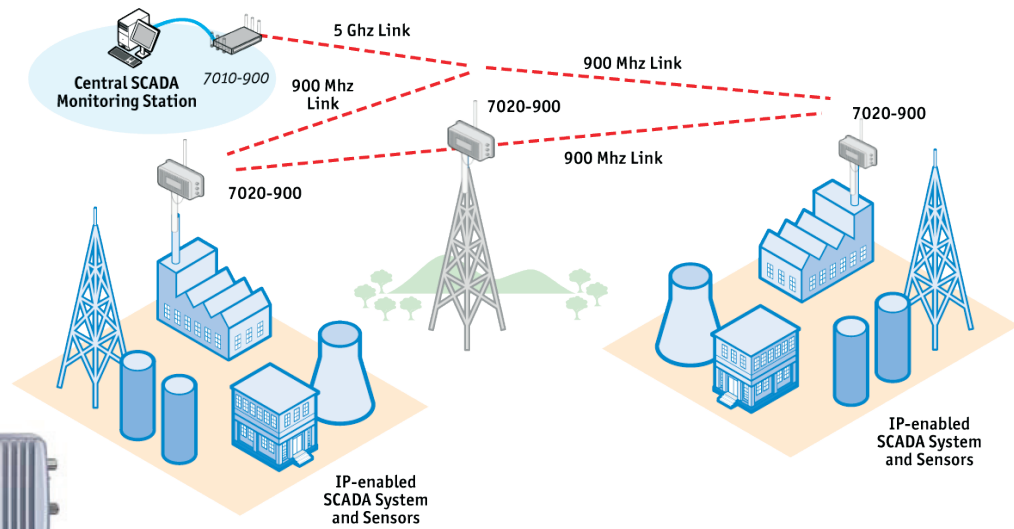 5 Ghz Link
900 Mhz Link
Central SCADA
Monitoring Station
7010-900
900 Mhz
Link
7020-900
7020-900
900 Mhz Link
7020-900
IP-enabled
SCADA System
and Sensors
IP-enabled
SCADA System
and Sensors